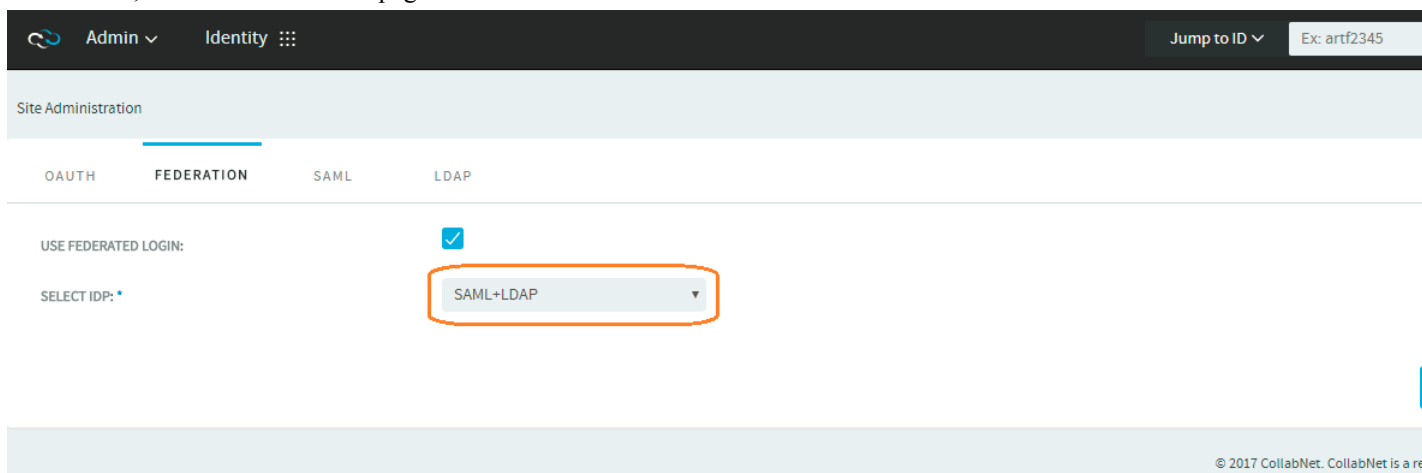 Admin Identity Jump to ID Ex: artf2345
Site Administration
OAUTH FEDERATION SAML LDAP
USE FEDERATED LOGIN:
SELECT IDP: * SAML+LDAP
© 2017 CollabNet. CollabNet is a re